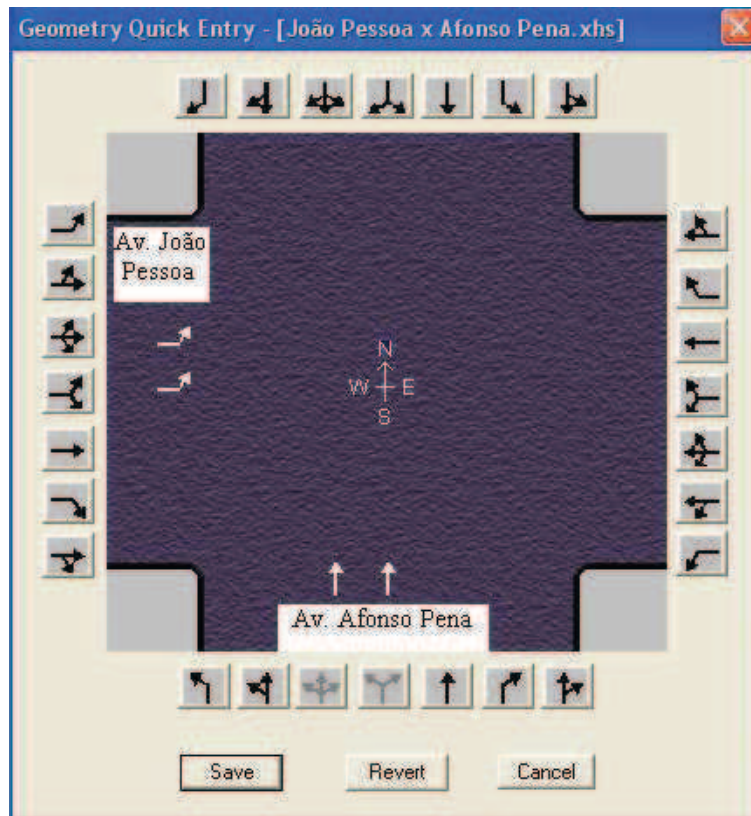 Geometry Quick Entry - [João Pessoa x Afonso Pena.xhs]
Av. João
Pessoa
N
W E
S
Av. Afonso Pena
Save Revert Cancel